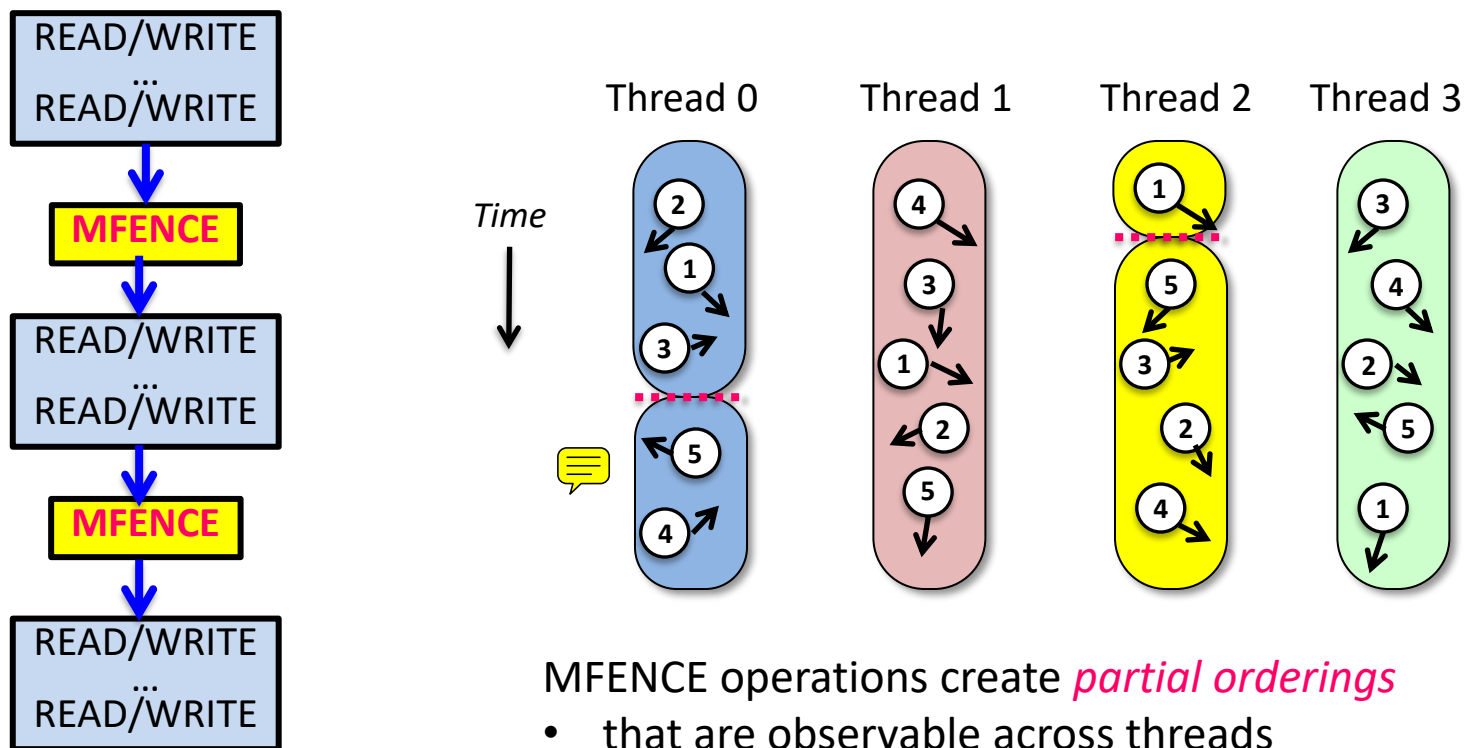 READ/WRITE
...
READ/WRITE
MFENCE
READ/WRITE
...
READ/WRITE
MFENCE
READ/WRITE
...
READ/WRITE
Time
Thread 0
2
1
3
5
4
Thread 1
4
3
1
2
5
Thread 2
1
5
3
2
4
Thread 3
3
4
2
5
1
MFENCE operations create partial orderings
• that are observable across threads